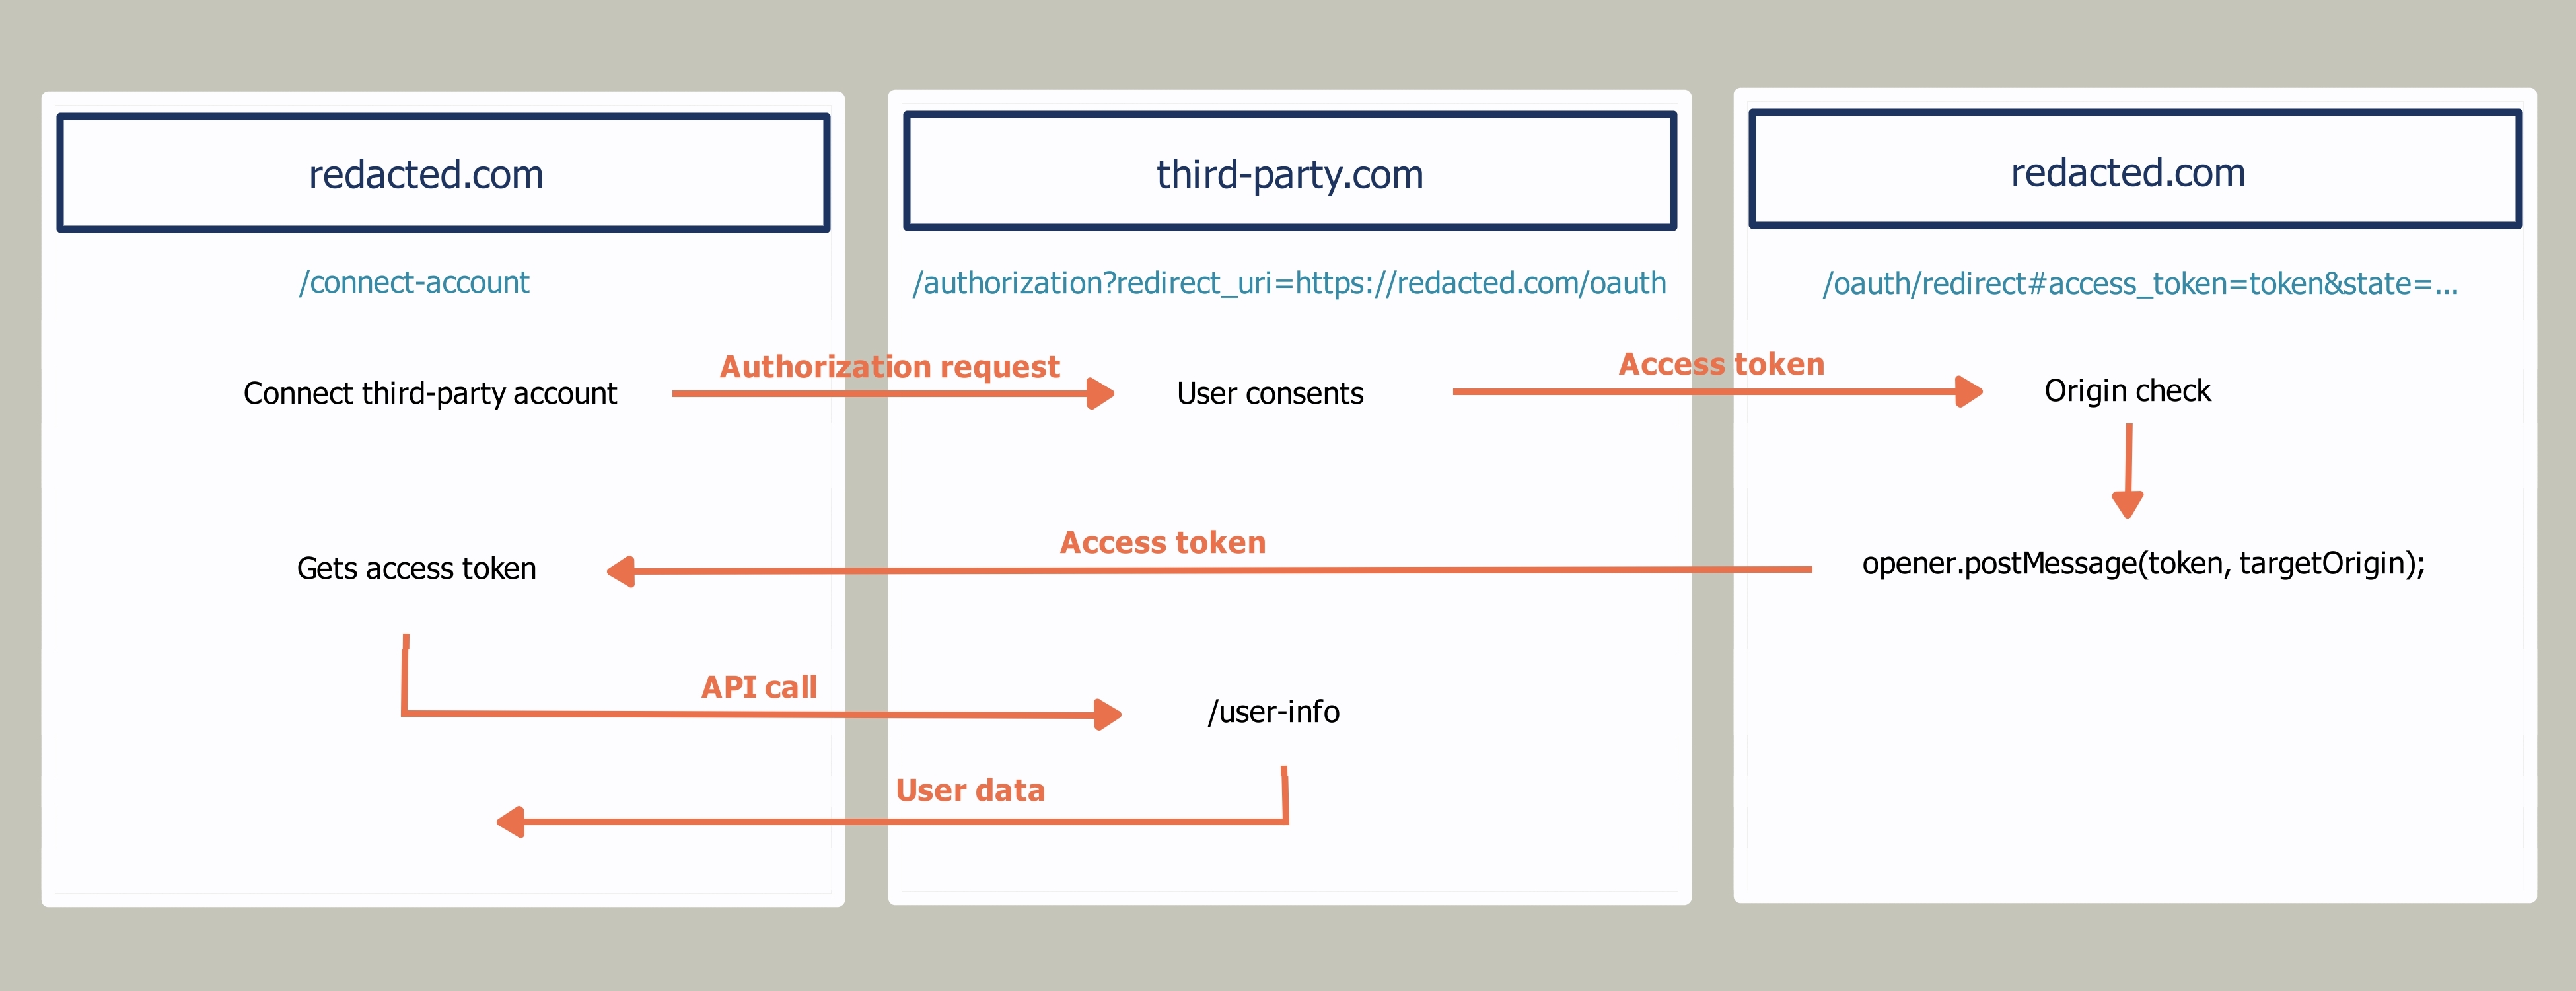 redacted.com
third-party.com
redacted.com
/connect-account
/authorization?redirect_uri=https://redacted.com/oauth
/oauth/redirect#access_token=token&state=...
Authorization request
Access token
Connect third-party account
User consents
Origin check
Access token
Gets access token
opener.postMessage(token, targetOrigin);
API call
/user-info
User data